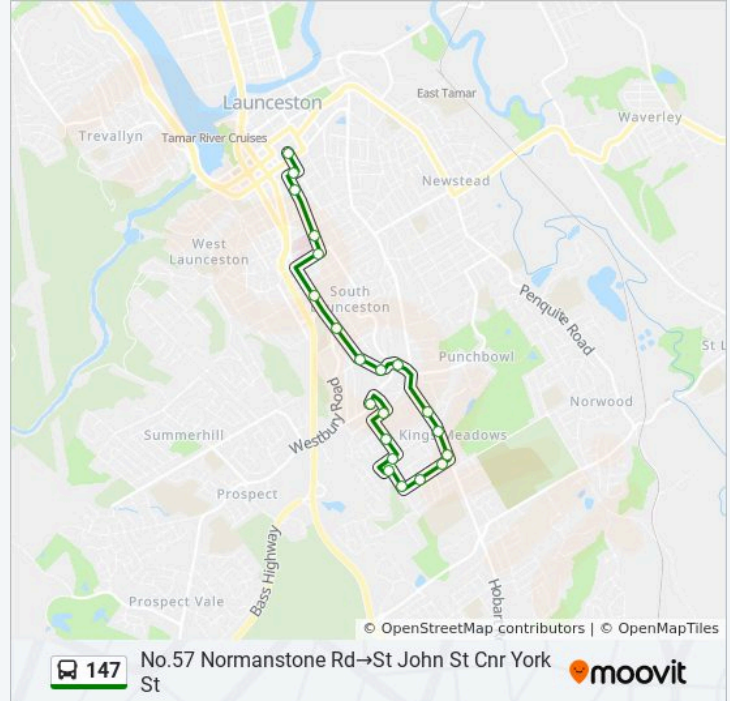 Launceston
East Tamar
Waverley
Trevallyn
Tamar River Cruises
Newstead
West
Launceston
South
Launceston
Penquite Road
St L
Punchbowl
Westbury Road
Norwood
Summerhill
Kings Meadows
Prospect
Bass Highway
Prospect Vale
Hobar
© OpenStreetMap contributors | © OpenMapTiles
147
No.57 Normanstone Rd→St John St Cnr York
St
moovit